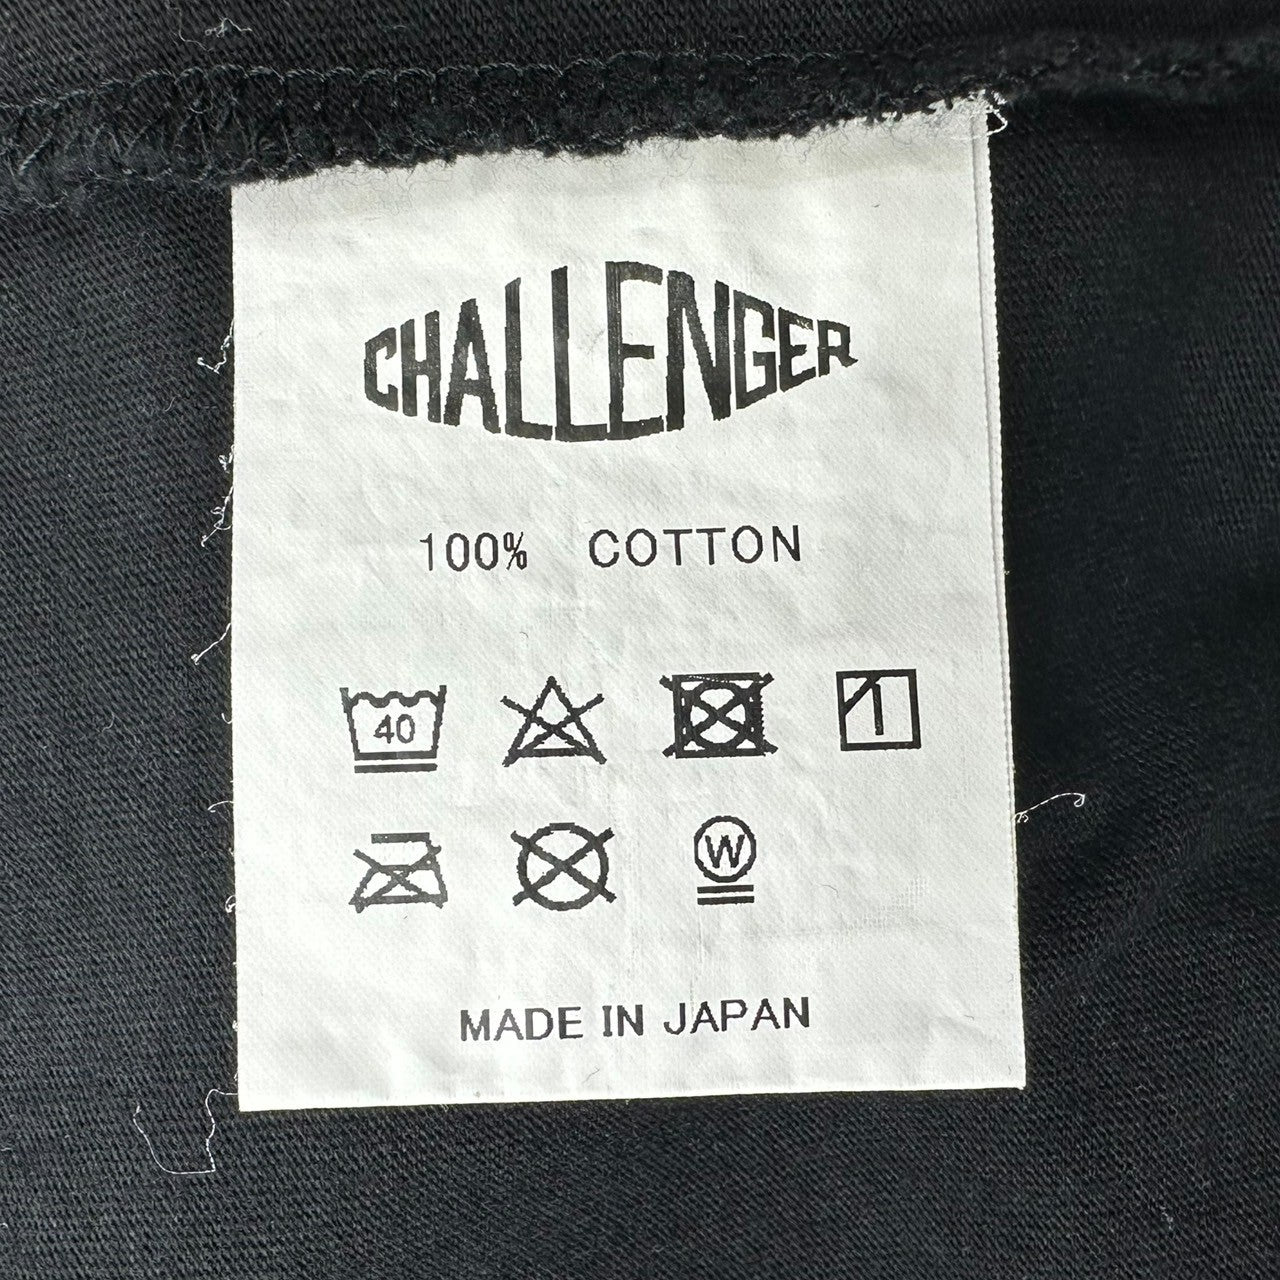 CHALLENGER
100% COTTON
40
W
MADE IN JAPAN